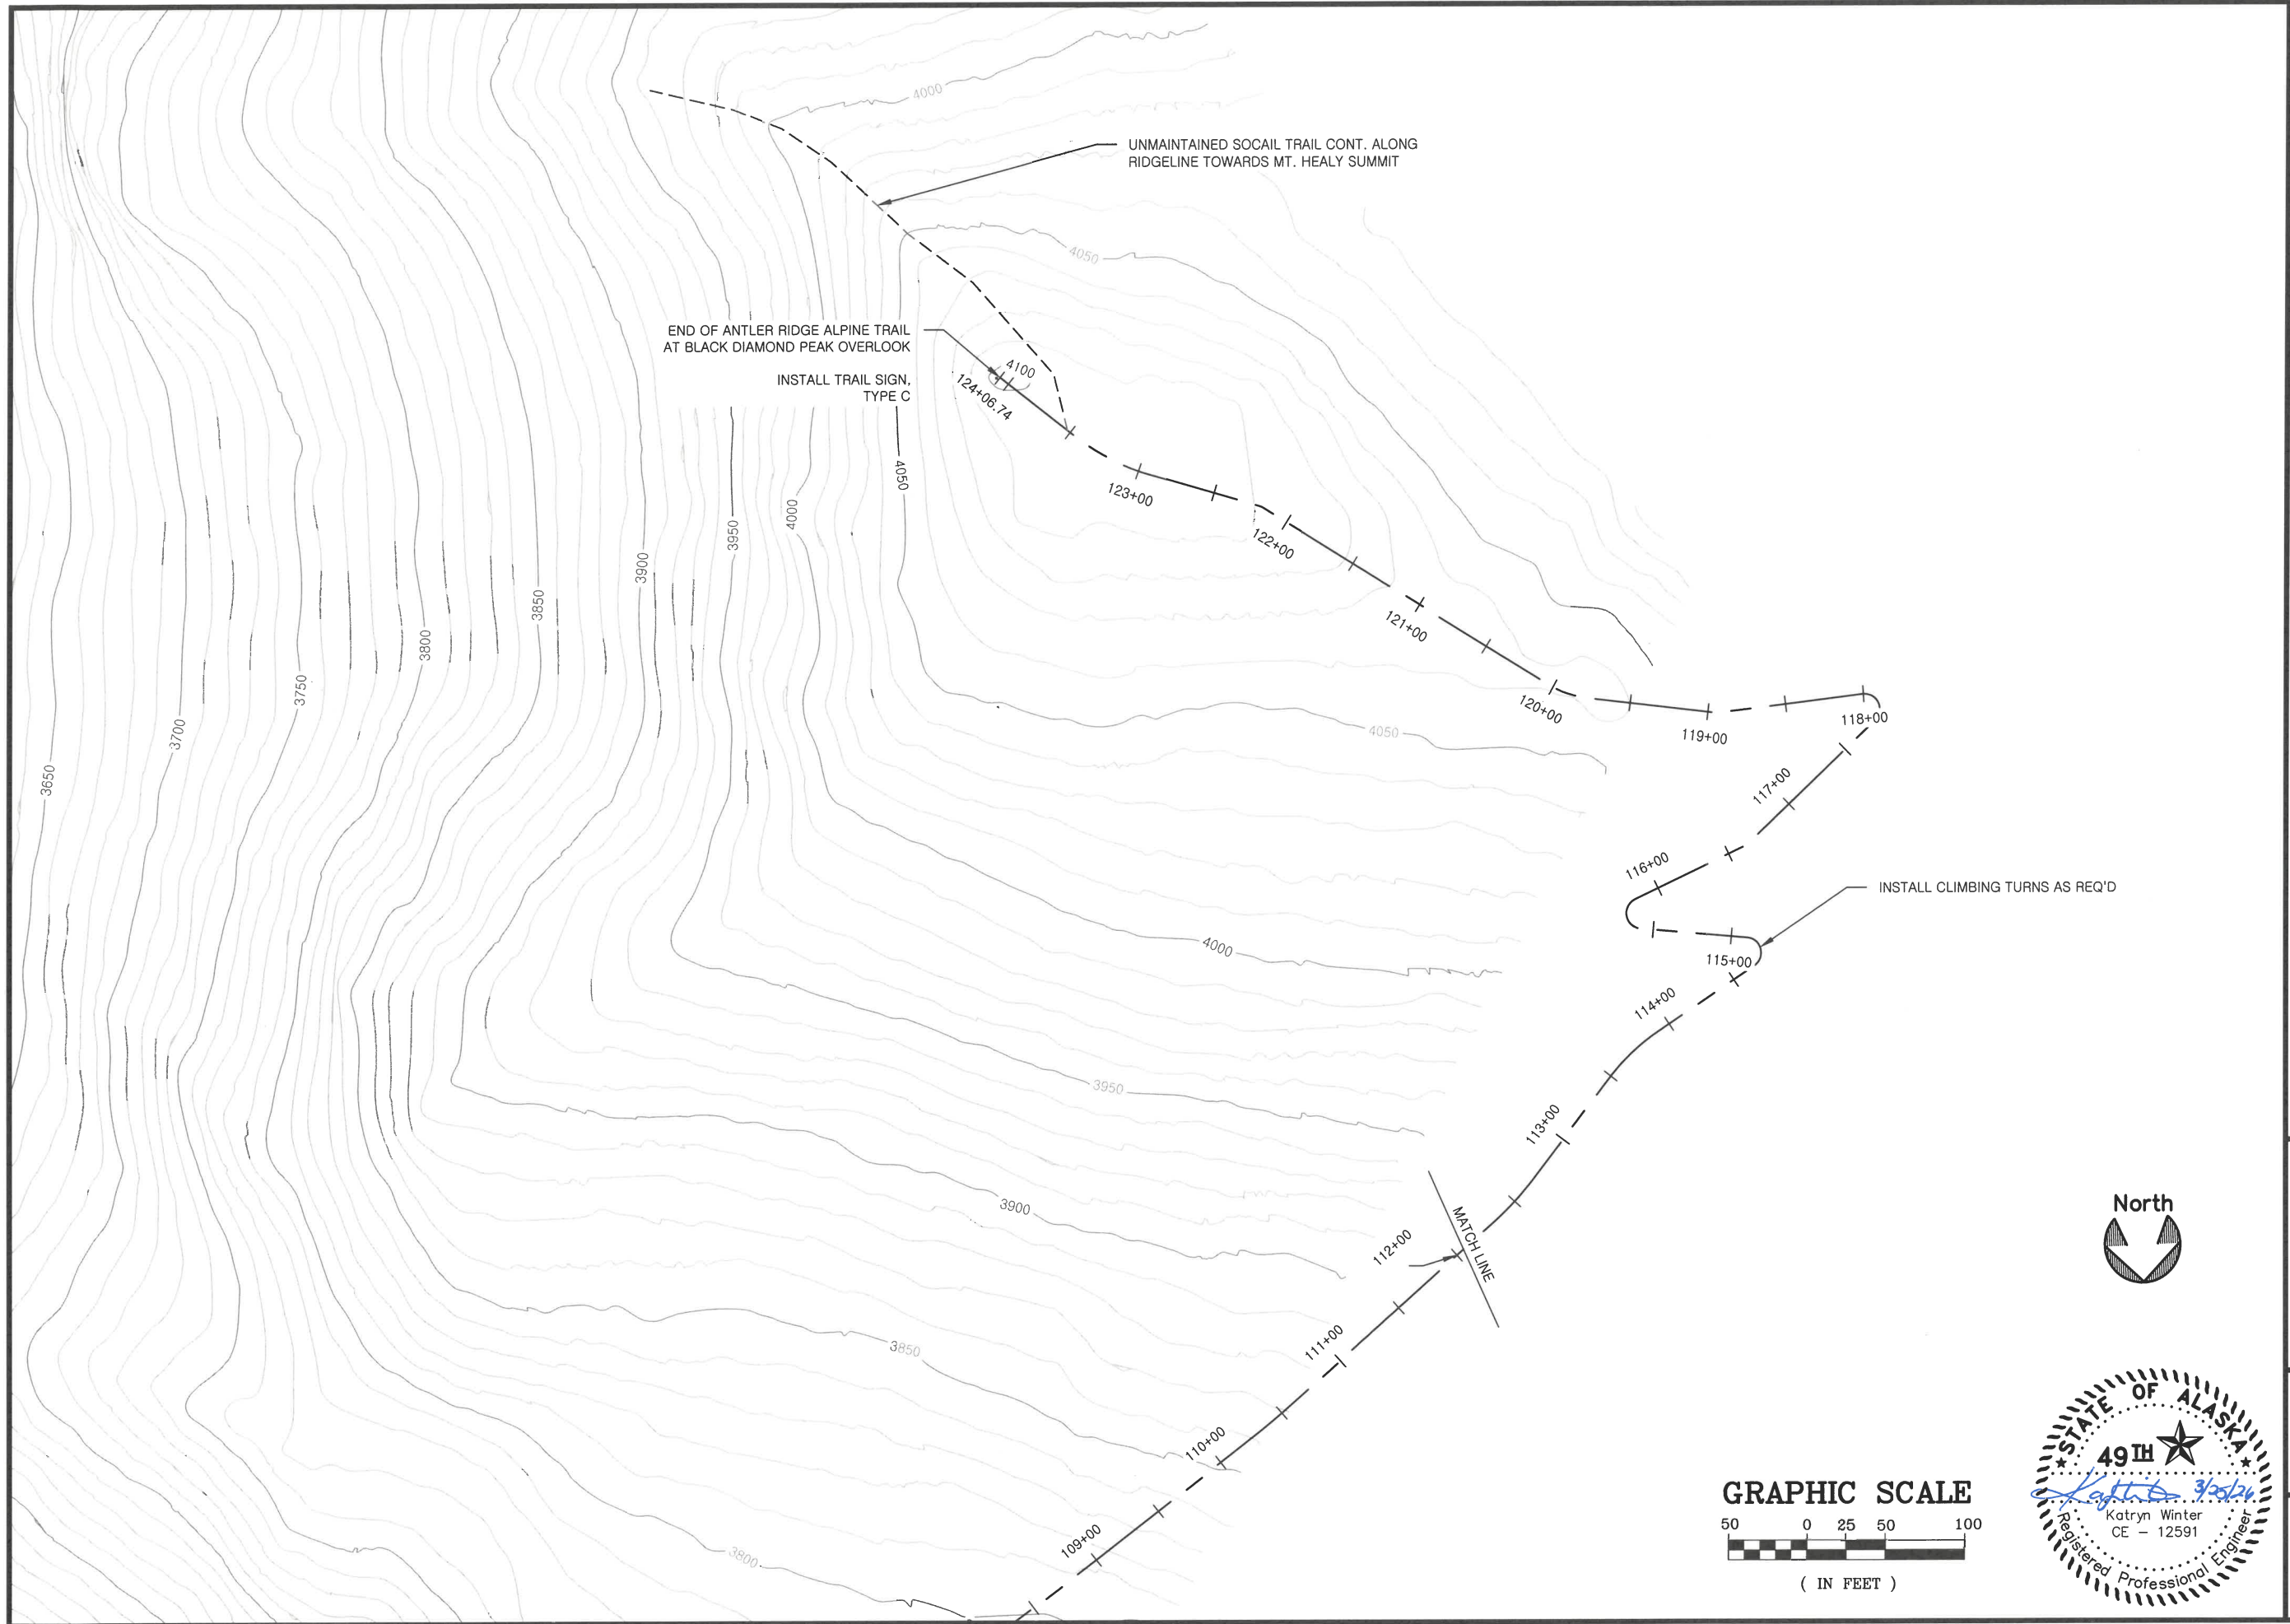 4000
UNMAINTAINED SOCAIL TRAIL CONT. ALONG
RIDGELINE TOWARDS MT. HEALY SUMMIT
4050
END OF ANTLER RIDGE ALPINE TRAIL
AT BLACK DIAMOND PEAK OVERLOOK
INSTALL TRAIL SIGN,
TYPE C
4100
124+06.74
4050
123+00
4000
3950
122+00
3900
3850
121+00
3800
3750
120+00
118+00
3700
119+00
4050
3650
117+00
116+00
INSTALL CLIMBING TURNS AS REQ'D
4000
115+00
114+00
3950
113+00
3900
North
MATCH LINE
112+00
111+00
3850
110+00
109+00
3800
GRAPHIC SCALE
50 0 25 50 100
( IN FEET )
STATE OF ALASKA
49TH
3/25/26
Katryn Winter
CE - 12591
Registered Professional Engineer